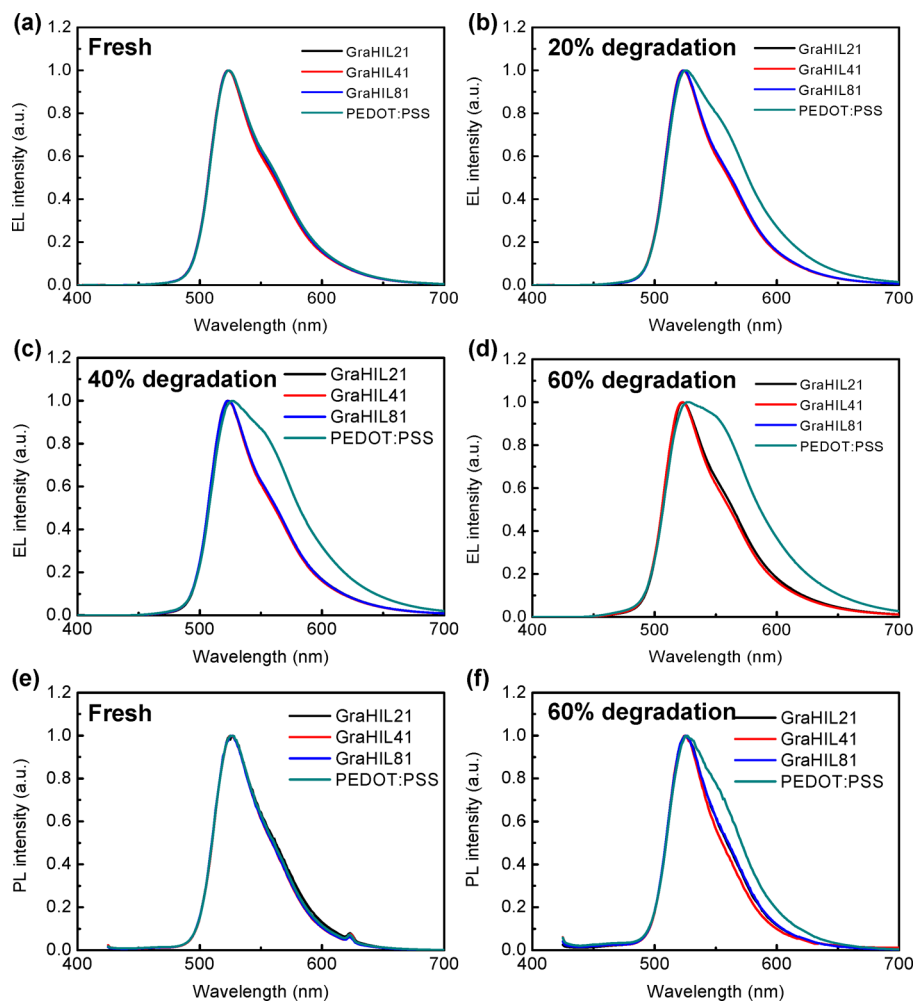 (a)
Fresh
GraHIL21
GraHIL41
GraHIL81
PEDOT:PSS
EL intensity (a.u.)
1.2
1.0
0.8
0.6
0.4
0.2
0.0
400 500 600 700
Wavelength (nm)
(b)
20% degradation
GraHIL21
GraHIL41
GraHIL81
PEDOT:PSS
EL intensity (a.u.)
1.2
1.0
0.8
0.6
0.4
0.2
0.0
400 500 600 700
Wavelength (nm)
(c)
40% degradation
GraHIL21
GraHIL41
GraHIL81
PEDOT:PSS
EL intensity (a.u.)
1.2
1.0
0.8
0.6
0.4
0.2
0.0
400 500 600 700
Wavelength (nm)
(d)
60% degradation
GraHIL21
GraHIL41
GraHIL81
PEDOT:PSS
EL intensity (a.u.)
1.2
1.0
0.8
0.6
0.4
0.2
0.0
400 500 600 700
Wavelength (nm)
(e)
Fresh
GraHIL21
GraHIL41
GraHIL81
PEDOT:PSS
PL intensity (a.u.)
1.2
1.0
0.8
0.6
0.4
0.2
0.0
400 500 600 700
Wavelength (nm)
(f)
60% degradation
GraHIL21
GraHIL41
GraHIL81
PEDOT:PSS
PL intensity (a.u.)
1.2
1.0
0.8
0.6
0.4
0.2
0.0
400 500 600 700
Wavelength (nm)